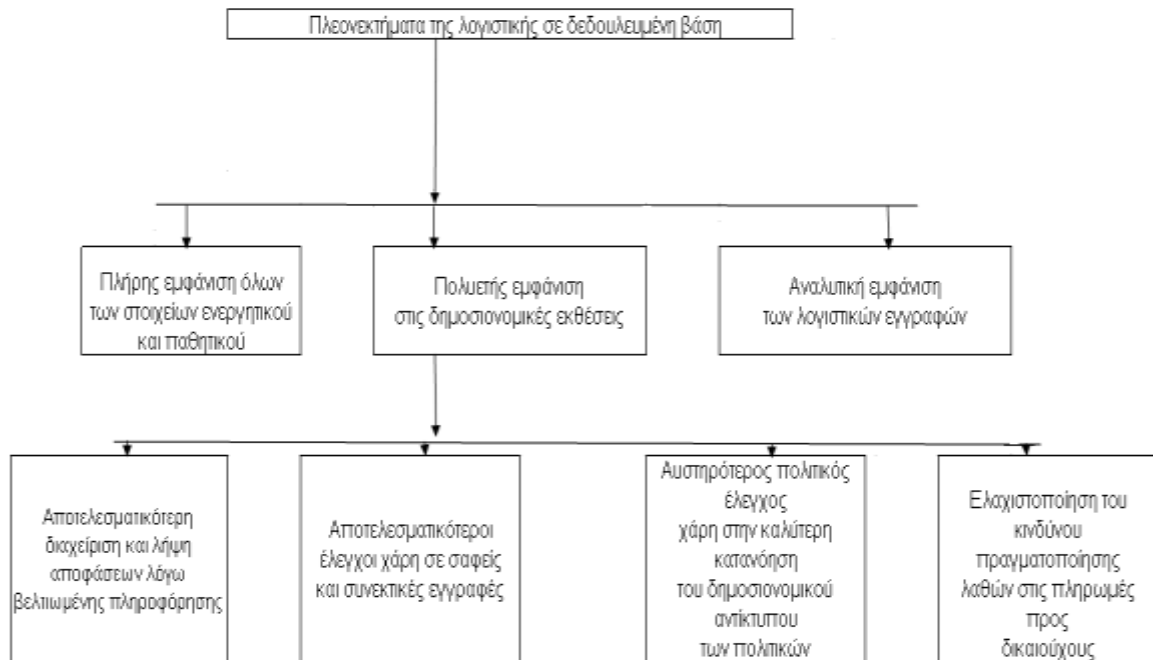 Πλεονεκτήματα της λογιστικής σε δεδουλευμένη βάση
Πλήρης εμφάνιση όλων
των στοιχείων ενεργητικού
και παθητικού
Πολυετής εμφάνιση
στις δημοσιονομικές εκθέσεις
Αναλυτική εμφάνιση
των λογιστικών εγγραφών
Αποτελεσματικότερη
διαχείριση και λήψη
αποφάσεων λόγω
βελτιωμένης πληροφόρησης
Αποτελεσματικότεροι
έλεγχοι χάρη σε σαφείς
και συνεκτικές εγγραφές
Αυστηρότερος πολιτικός
έλεγχος
χάρη στην καλύτερη
κατανόηση
του δημοσιονομικού
αντίκτυπου
των πολιτικών
Ελαχιστοποίηση του
κινδύνου
πραγματοποίησης
λαθών στις πληρωμές
προς
δικαιούχους